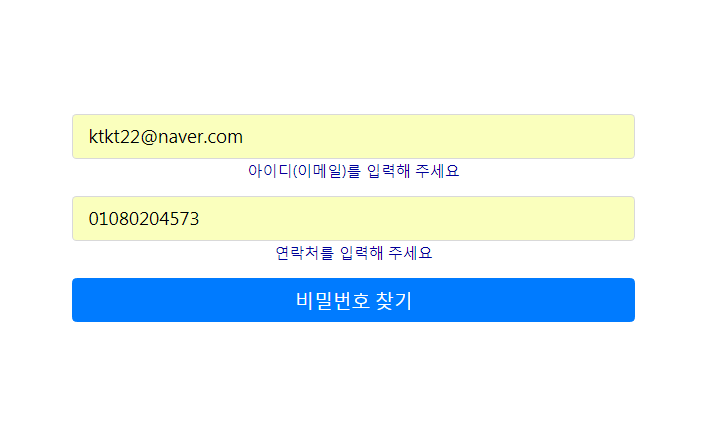 ktkt22@naver.com
아이디(이메일)를 입력해 주세요
01080204573
연락처를 입력해 주세요
비밀번호 찾기